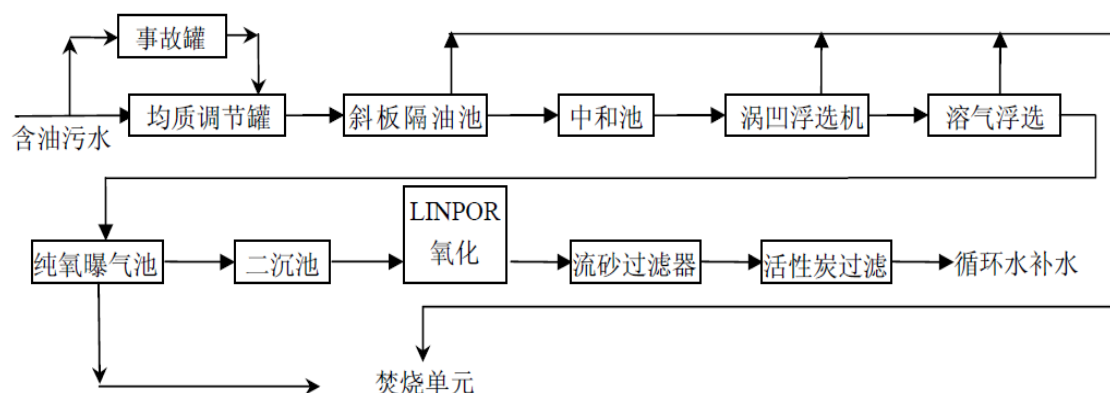 事故罐
含油污水
均质调节罐
斜板隔油池
中和池
涡凹浮选机
溶气浮选
纯氧曝气池
二沉池
LINPOR
氧化
流砂过滤器
活性炭过滤
循环水补水
焚烧单元